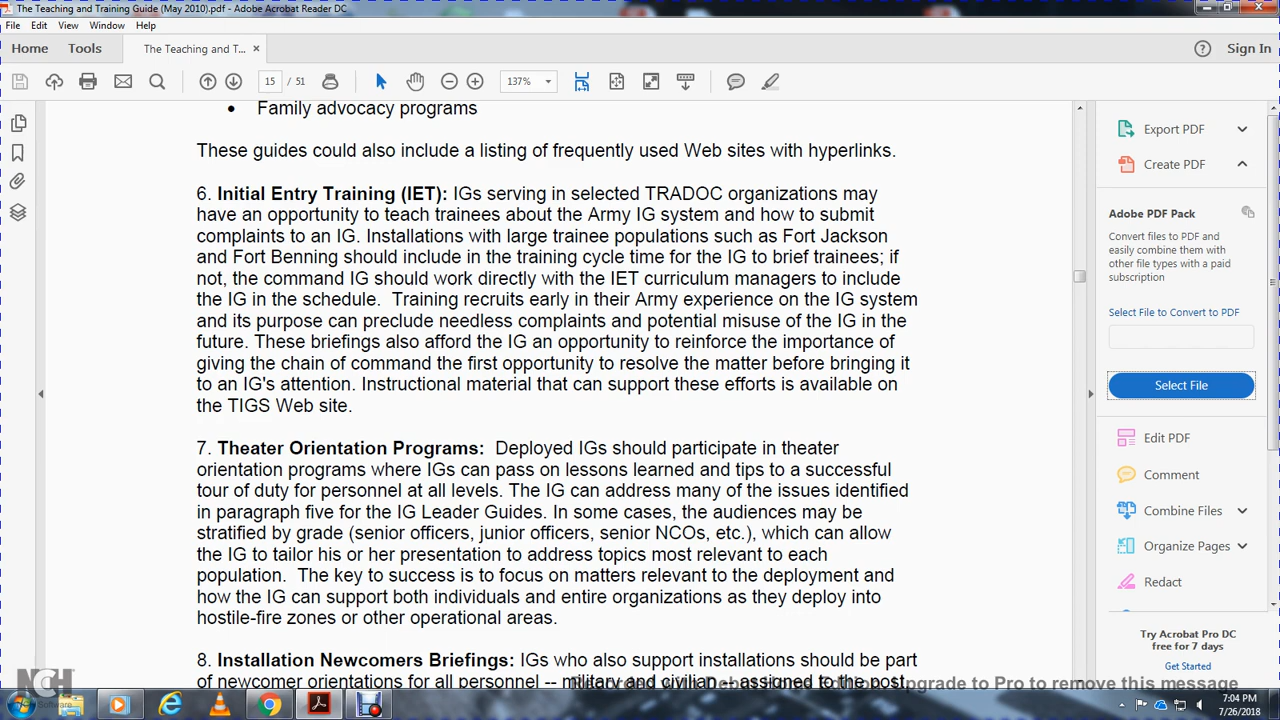 The Teaching and Training Guide (May 2010).pdf - Adobe Acrobat Reader DC
File Edit View Window Help
Home Tools The Teaching and T... × Sign In
15 / 51 137%
• Family advocacy programs
These guides could also include a listing of frequently used Web sites with hyperlinks.
6. Initial Entry Training (IET): IGs serving in selected TRADOC organizations may
have an opportunity to teach trainees about the Army IG system and how to submit
complaints to an IG. Installations with large trainee populations such as Fort Jackson
and Fort Benning should include in the training cycle time for the IG to brief trainees; if
not, the command IG should work directly with the IET curriculum managers to include
the IG in the schedule.  Training recruits early in their Army experience on the IG system
and its purpose can preclude needless complaints and potential misuse of the IG in the
future. These briefings also afford the IG an opportunity to reinforce the importance of
giving the chain of command the first opportunity to resolve the matter before bringing it
to an IG's attention. Instructional material that can support these efforts is available on
the TIGS Web site.
7. Theater Orientation Programs:  Deployed IGs should participate in theater
orientation programs where IGs can pass on lessons learned and tips to a successful
tour of duty for personnel at all levels. The IG can address many of the issues identified
in paragraph five for the IG Leader Guides. In some cases, the audiences may be
stratified by grade (senior officers, junior officers, senior NCOs, etc.), which can allow
the IG to tailor his or her presentation to address topics most relevant to each
population.  The key to success is to focus on matters relevant to the deployment and
how the IG can support both individuals and entire organizations as they deploy into
hostile-fire zones or other operational areas.
8. Installation Newcomers Briefings: IGs who also support installations should be part
of newcomer orientations for all personnel -- military and civilian -- assigned to the post
Export PDF
Create PDF
Adobe PDF Pack
Convert files to PDF and
easily combine them with
other file types with a paid
subscription
Select File to Convert to PDF
Select File
Edit PDF
Comment
Combine Files
Organize Pages
Redact
Try Acrobat Pro DC
free for 7 days
Get Started
Upgrade to Pro to remove this message
NCH
Software
7:04 PM
7/26/2018